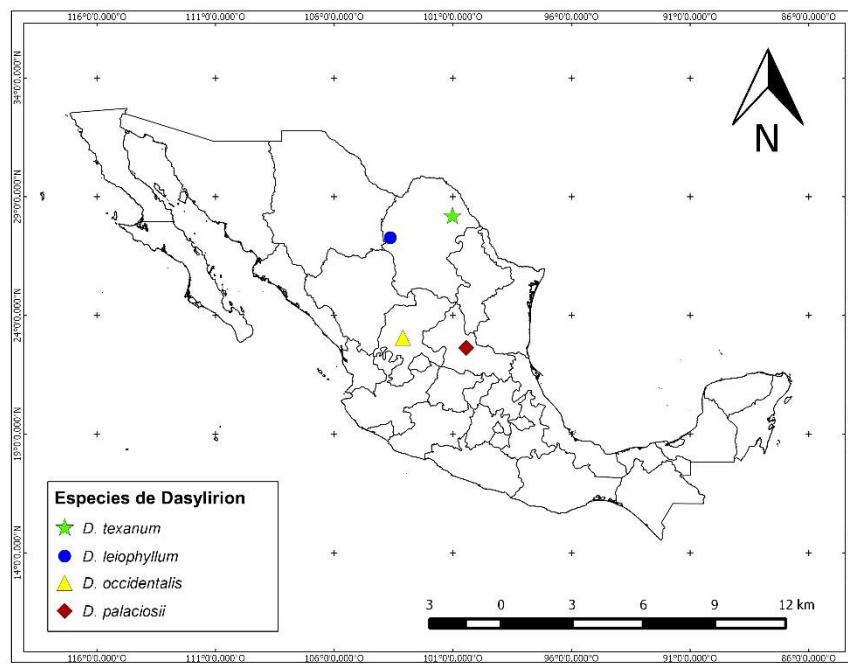 116°0'0.000"O 111°0'0.000"O 106°0'0.000"O 101°0'0.000"O 96°0'0.000"O 91°0'0.000"O 86°0'0.000"O
34°0'0.000"N
29°0'0.000"N
24°0'0.000"N
19°0'0.000"N
14°0'0.000"N
N
Especies de Dasylirion
D. texanum
D. leiophyllum
D. occidentalis
D. palaciosii
3 0 3 6 9 12 km
116°0'0.000"O 111°0'0.000"O 106°0'0.000"O 101°0'0.000"O 96°0'0.000"O 91°0'0.000"O 86°0'0.000"O